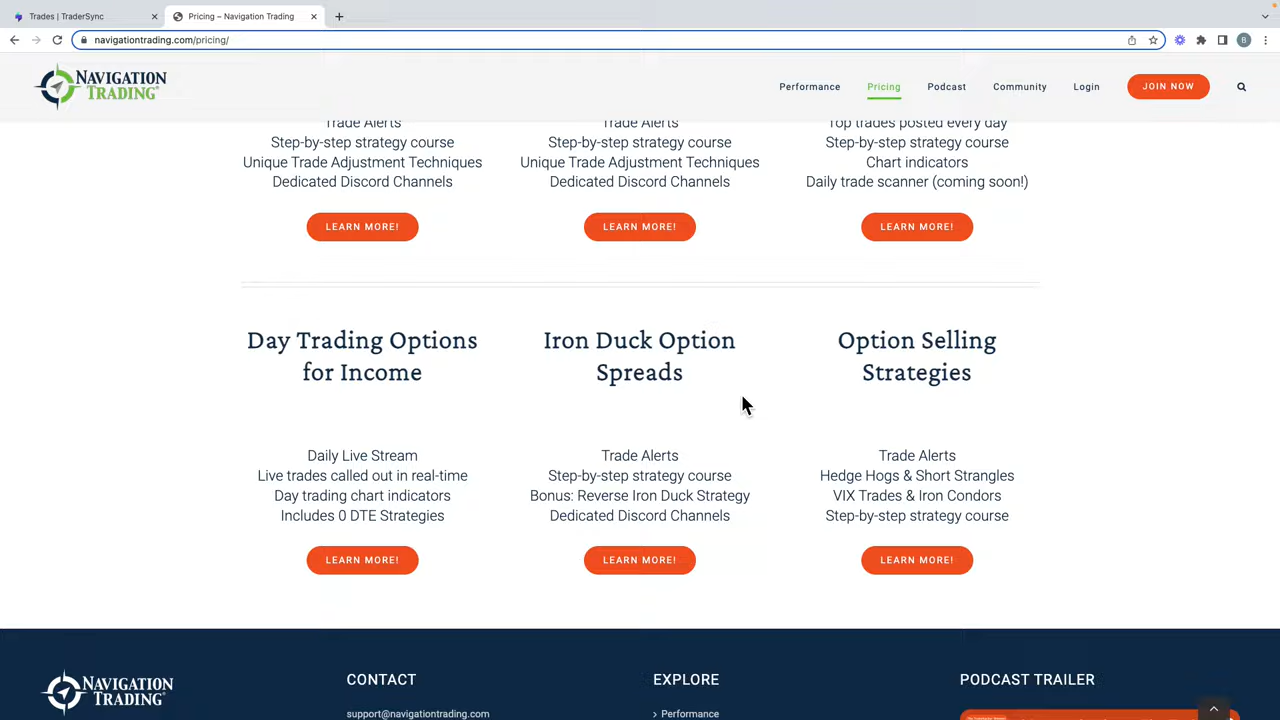 Trades | TraderSync
Pricing – Navigation Trading
navigationtrading.com/pricing/
B
NAVIGATION
TRADING
Performance
Pricing
Podcast
Community
Login
JOIN NOW
Trade Alerts
Step-by-step strategy course
Unique Trade Adjustment Techniques
Dedicated Discord Channels
LEARN MORE!
Trade Alerts
Step-by-step strategy course
Unique Trade Adjustment Techniques
Dedicated Discord Channels
LEARN MORE!
Top trades posted every day
Step-by-step strategy course
Chart indicators
Daily trade scanner (coming soon!)
LEARN MORE!
Day Trading Options
for Income
Daily Live Stream
Live trades called out in real-time
Day trading chart indicators
Includes 0 DTE Strategies
LEARN MORE!
Iron Duck Option
Spreads
Trade Alerts
Step-by-step strategy course
Bonus: Reverse Iron Duck Strategy
Dedicated Discord Channels
LEARN MORE!
Option Selling
Strategies
Trade Alerts
Hedge Hogs & Short Strangles
VIX Trades & Iron Condors
Step-by-step strategy course
LEARN MORE!
NAVIGATION
TRADING
CONTACT
support@navigationtrading.com
EXPLORE
Performance
PODCAST TRAILER